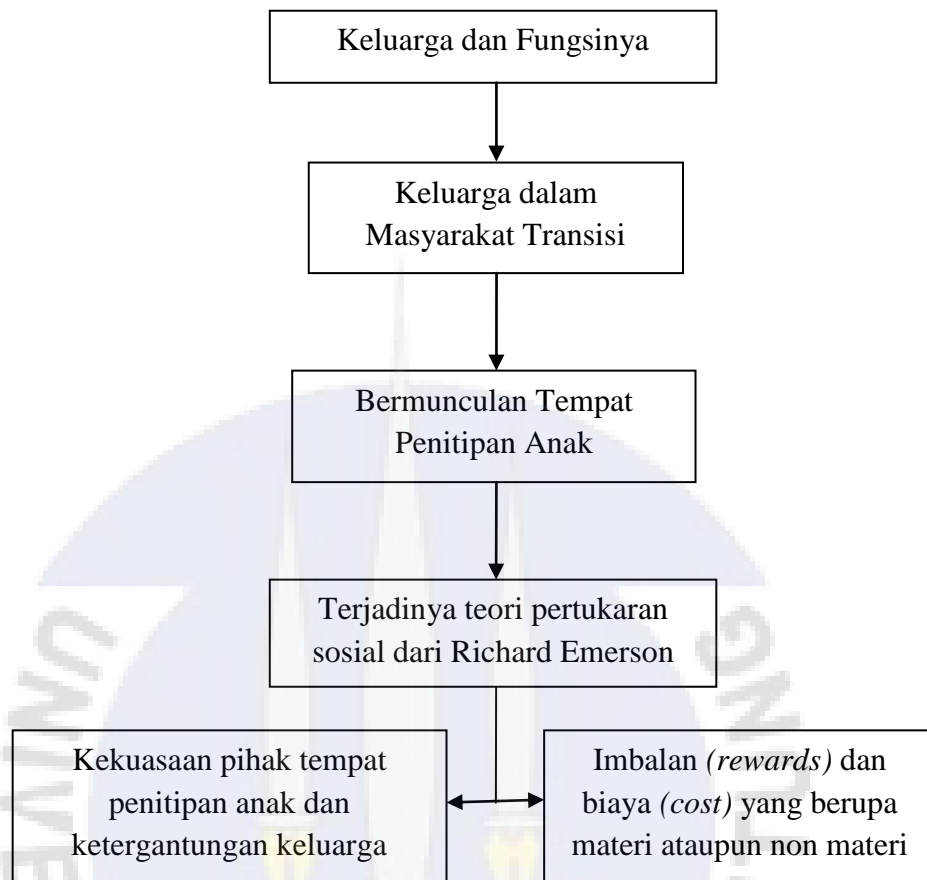 Keluarga dan Fungsinya
Keluarga dalam
Masyarakat Transisi
Bermunculan Tempat
Penitipan Anak
Terjadinya teori pertukaran
sosial dari Richard Emerson
Kekuasaan pihak tempat
penitipan anak dan
ketergantungan keluarga
Imbalan (rewards) dan
biaya (cost) yang berupa
materi ataupun non materi